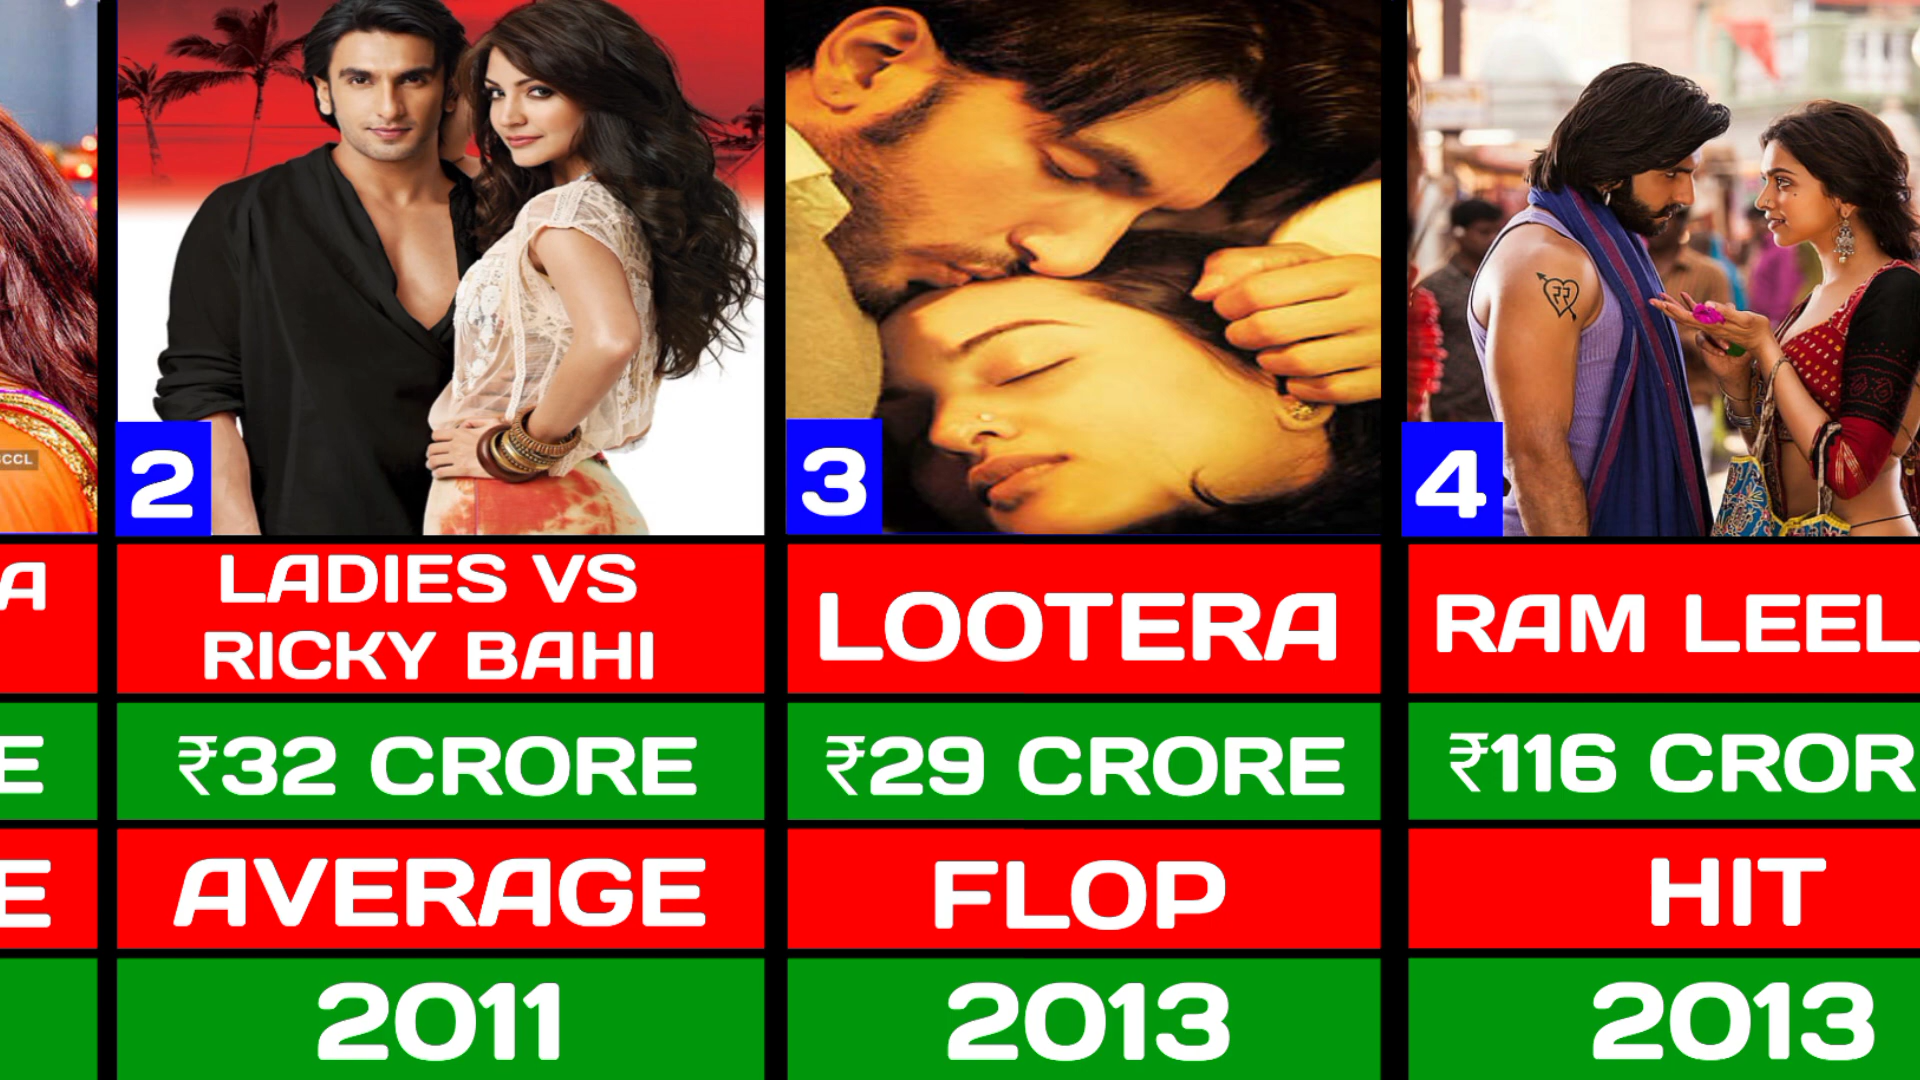 CCL
A
E
E
2
LADIES VS
RICKY BAHI
₹32 CRORE
AVERAGE
2011
3
LOOTERA
₹29 CRORE
FLOP
2013
4
RAM LEEL
₹116 CROR
HIT
2013